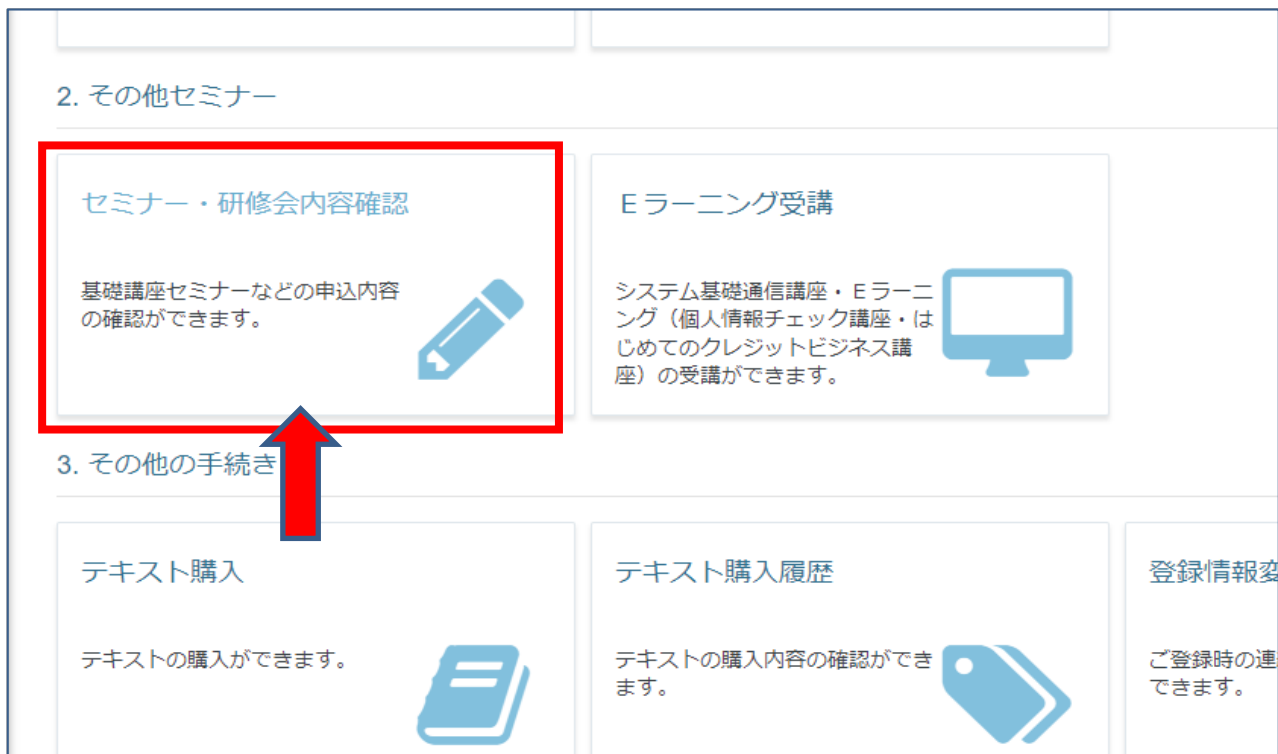 2. その他セミナー
セミナー・研修会内容確認
基礎講座セミナーなどの申込内容
の確認ができます。
Ｅラーニング受講
システム基礎通信講座・Ｅラーニ
ング（個人情報チェック講座・は
じめてのクレジットビジネス講
座）の受講ができます。
3. その他の手続き
テキスト購入
テキストの購入ができます。
テキスト購入履歴
テキストの購入内容の確認ができ
ます。
登録情報変
ご登録時の連
できます。